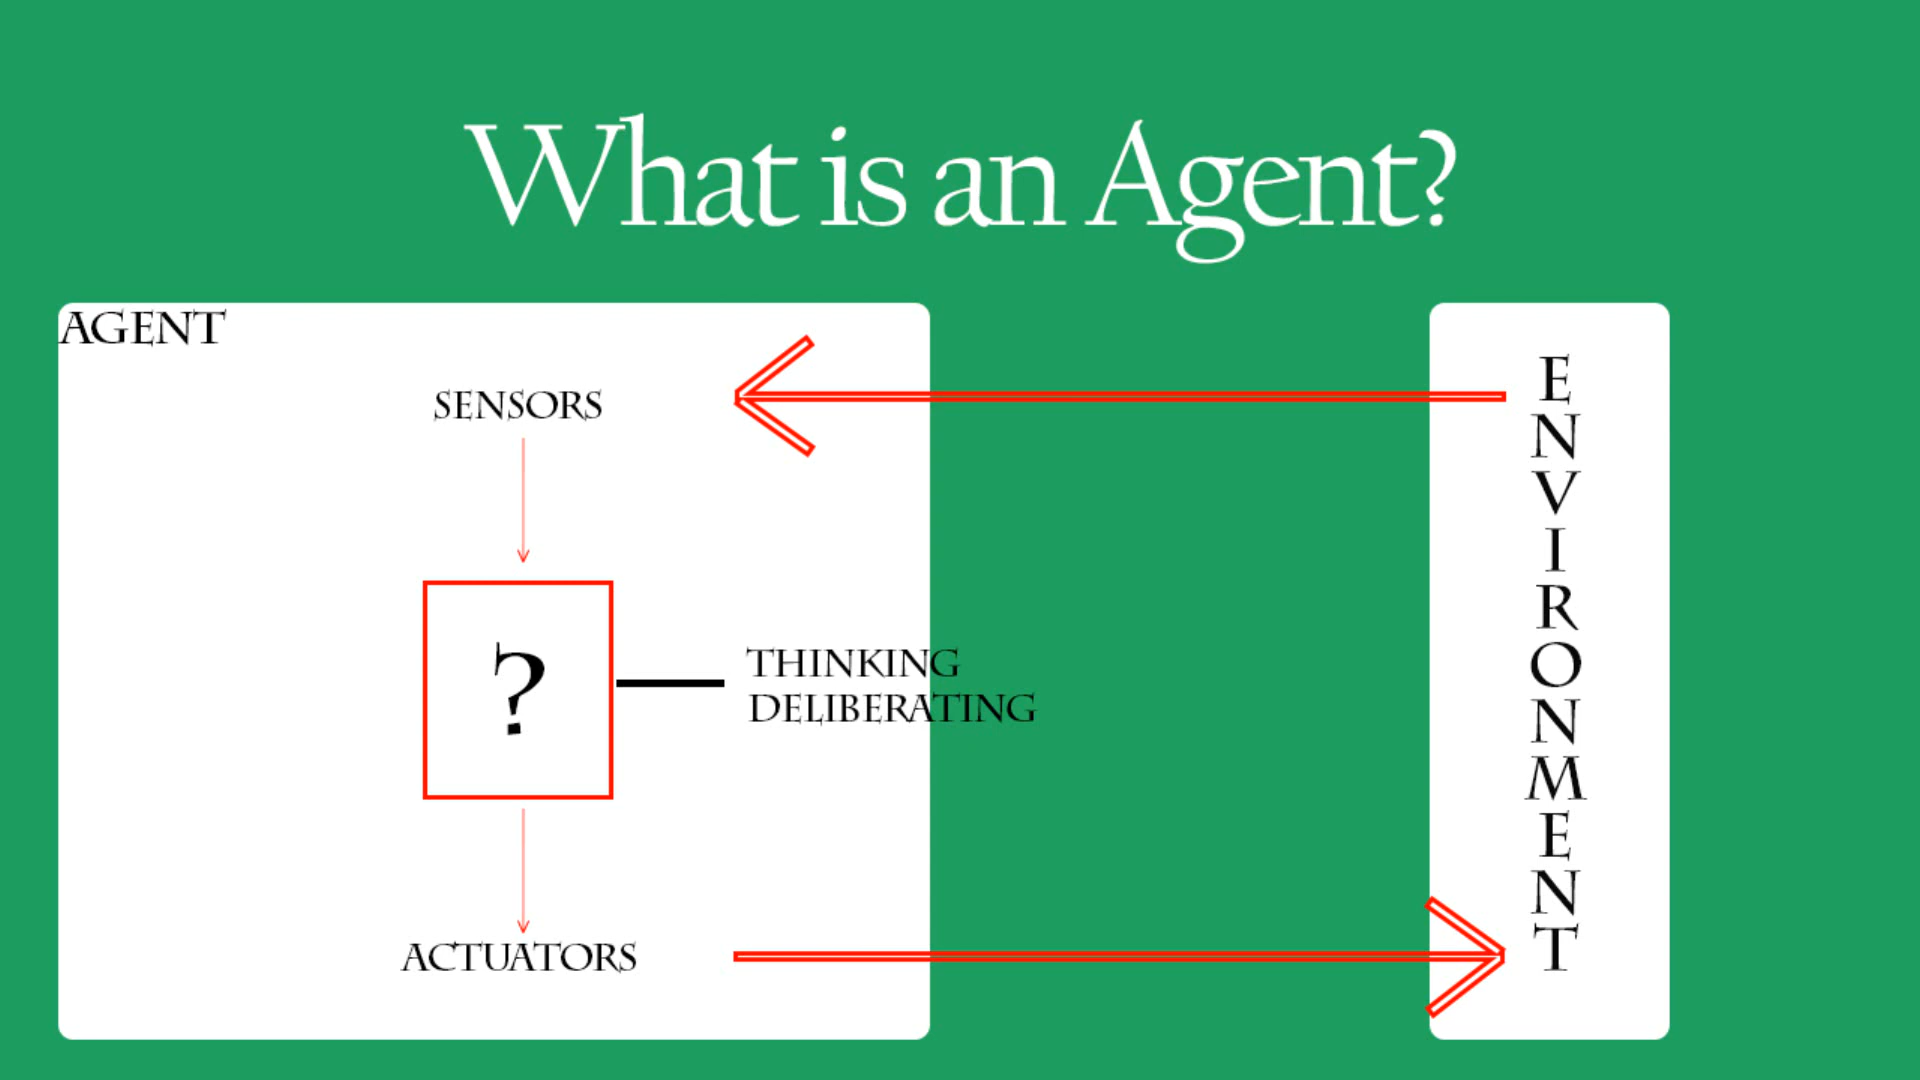 What is an Agent?
AGENT
SENSORS
?
THINKING
DELIBERATING
ACTUATORS
ENVIRONMENT